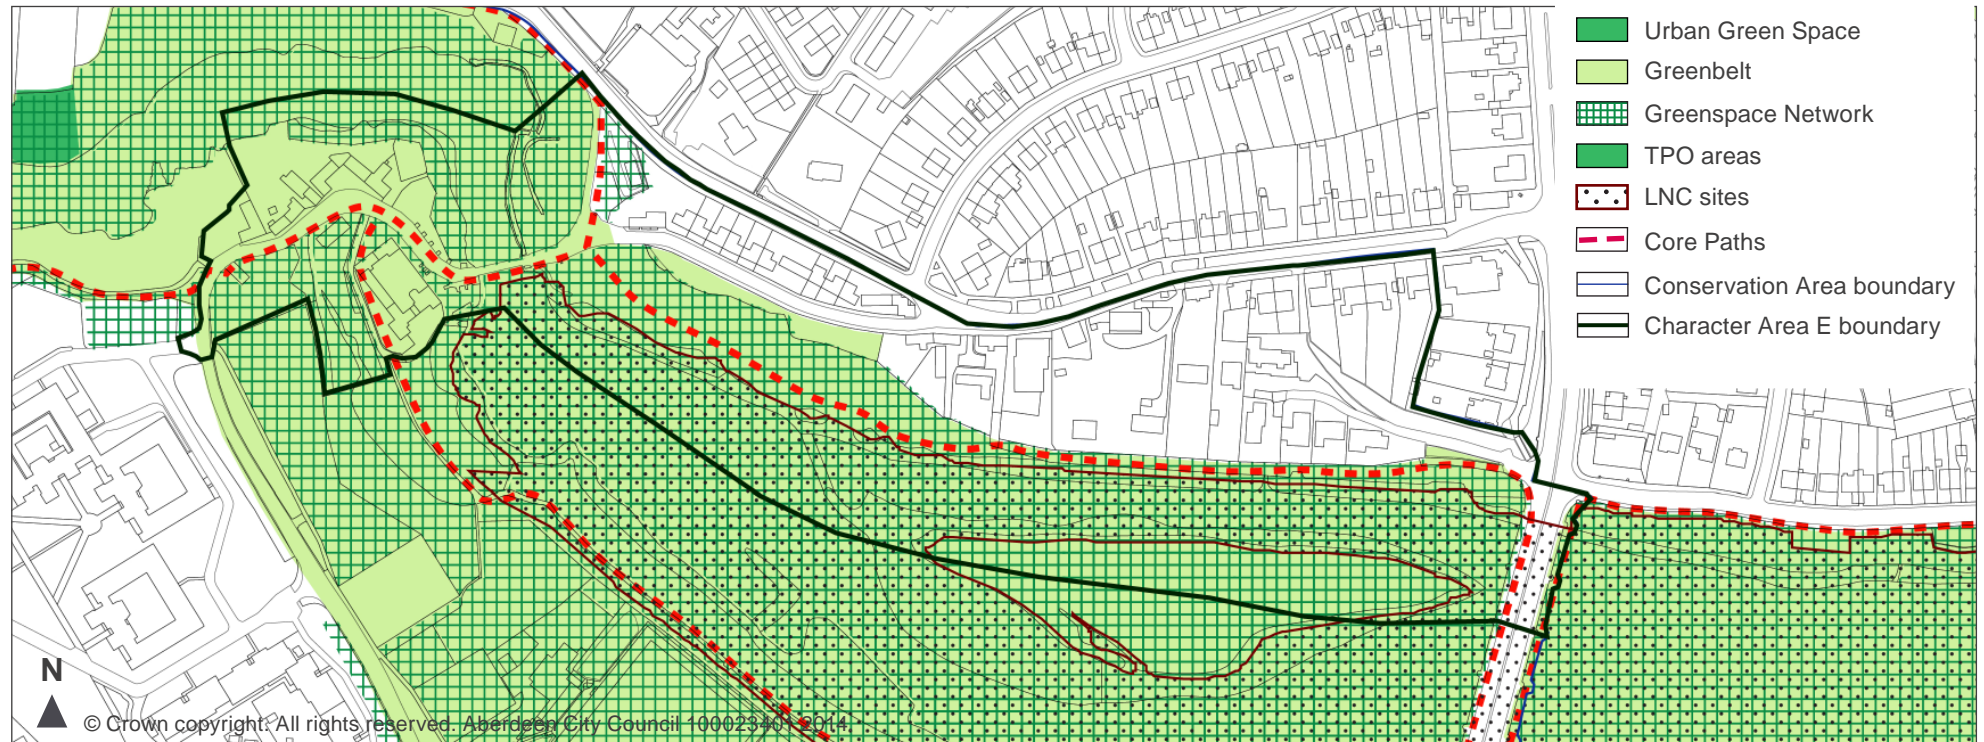 Urban Green Space
Greenbelt
Greenspace Network
TPO areas
LNC sites
Core Paths
Conservation Area boundary
Character Area E boundary
N
© Crown copyright. All rights reserved. Aberdeen City Council 100023401 2014.